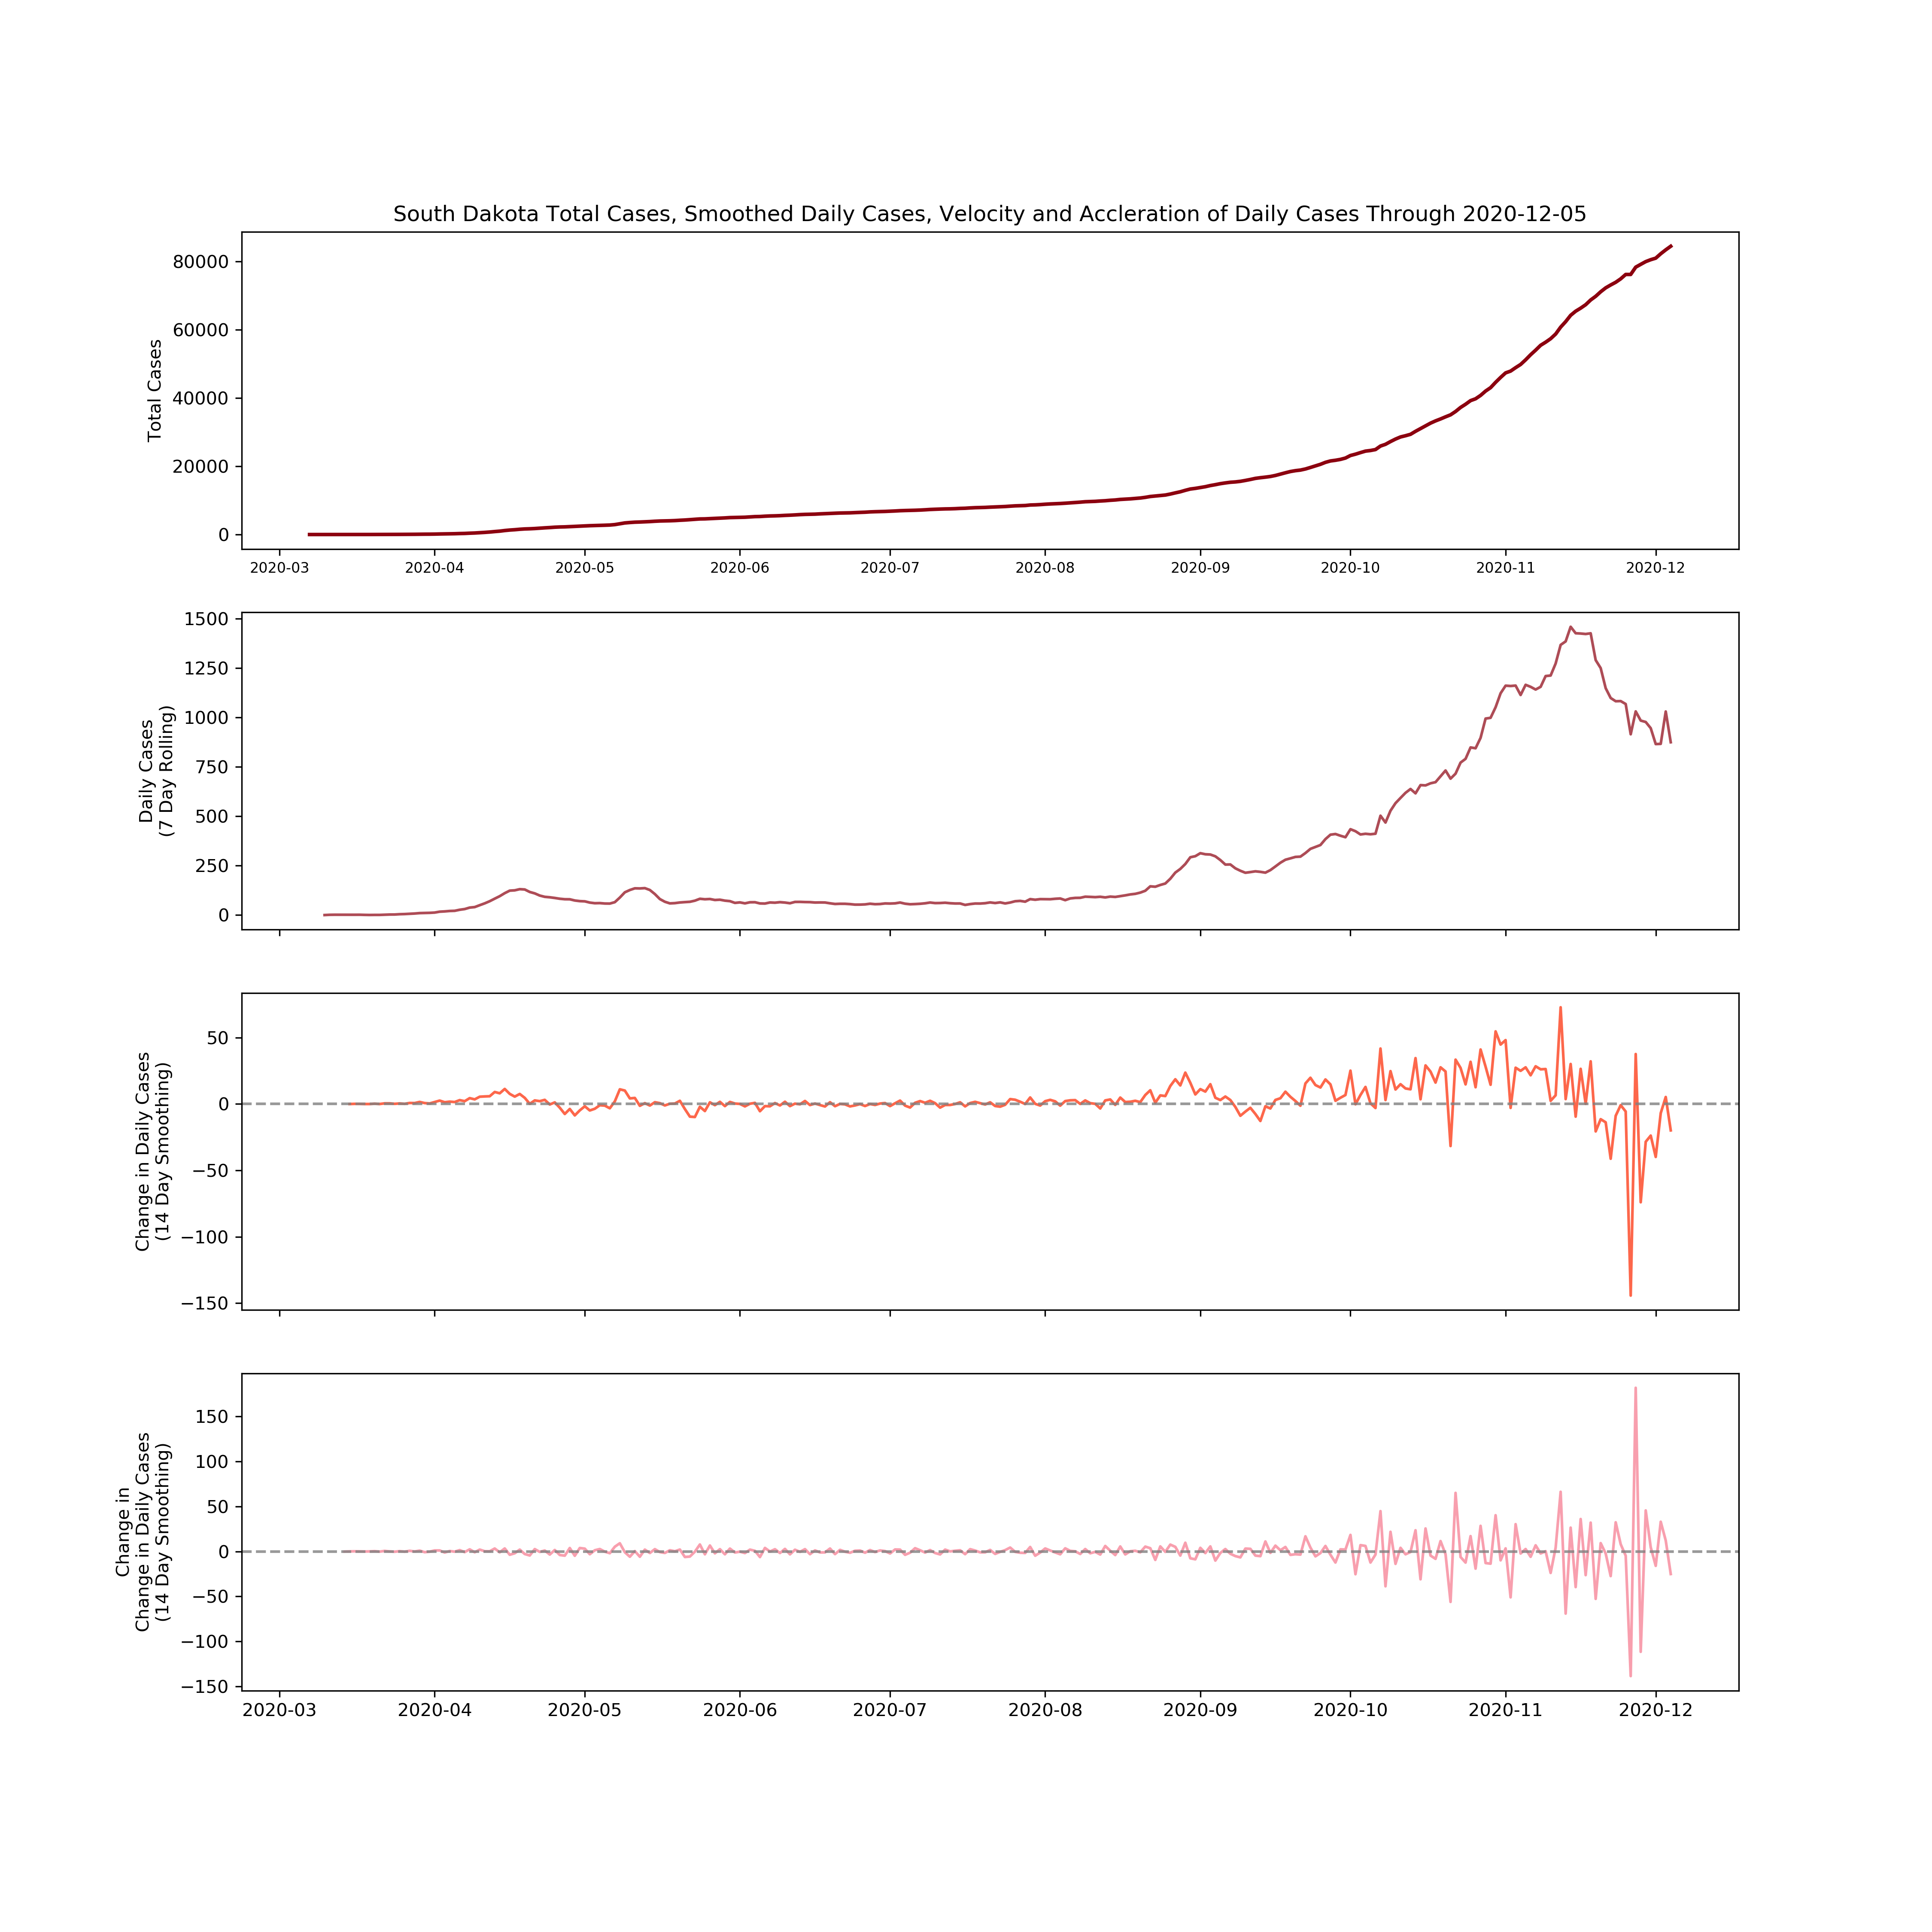 South Dakota Total Cases, Smoothed Daily Cases, Velocity and Accleration of Daily Cases Through 2020-12-05
Total Cases
80000
60000
40000
20000
0
2020-03 2020-04 2020-05 2020-06 2020-07 2020-08 2020-09 2020-10 2020-11 2020-12
Daily Cases
(7 Day Rolling)
1500
1250
1000
750
500
250
0
Change in Daily Cases
(14 Day Smoothing)
50
0
−50
−100
−150
Change in
Change in Daily Cases
(14 Day Smoothing)
150
100
50
0
−50
−100
−150
2020-03 2020-04 2020-05 2020-06 2020-07 2020-08 2020-09 2020-10 2020-11 2020-12